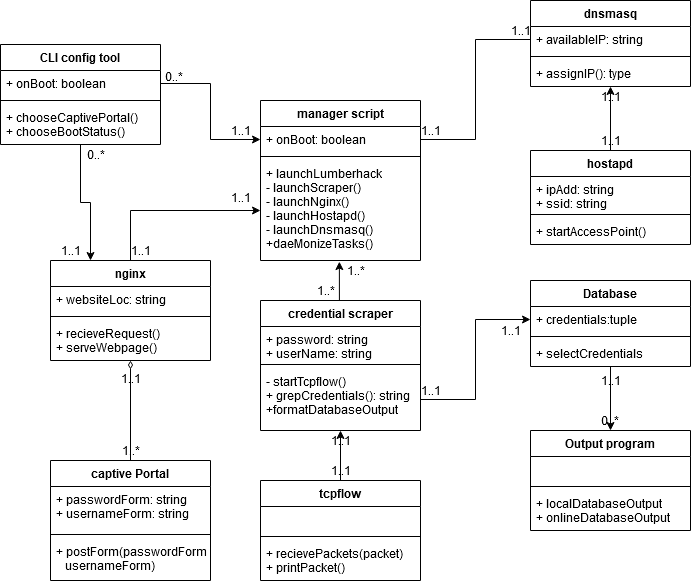 dnsmasq
+ availableIP: string
+ assignIP(): type
1..1
1..1
1..1
1..1
CLI config tool
+ onBoot: boolean
+ chooseCaptivePortal()
+ chooseBootStatus()
0..*
1..1
0..*
1..1
manager script
+ onBoot: boolean
+ launchLumberhack
- launchScraper()
- launchNginx()
- launchHostapd()
- launchDnsmasq()
+daeMonizeTasks()
hostapd
+ ipAdd: string
+ ssid: string
+ startAccessPoint()
1..1
1..1
nginx
+ websiteLoc: string
+ recieveRequest()
+ serveWebpage()
1..*
1..*
credential scraper
+ password: string
+ userName: string
- startTcpflow()
+ grepCredentials(): string
+formatDatabaseOutput
1..1
1..1
Database
+ credentials:tuple
+ selectCredentials
1..1
0..*
1..1
1..*
captive Portal
+ passwordForm: string
+ usernameForm: string
+ postForm(passwordForm
usernameForm)
1..1
1..1
tcpflow
+ recievePackets(packet)
+ printPacket()
Output program
+ localDatabaseOutput
+ onlineDatabaseOutput